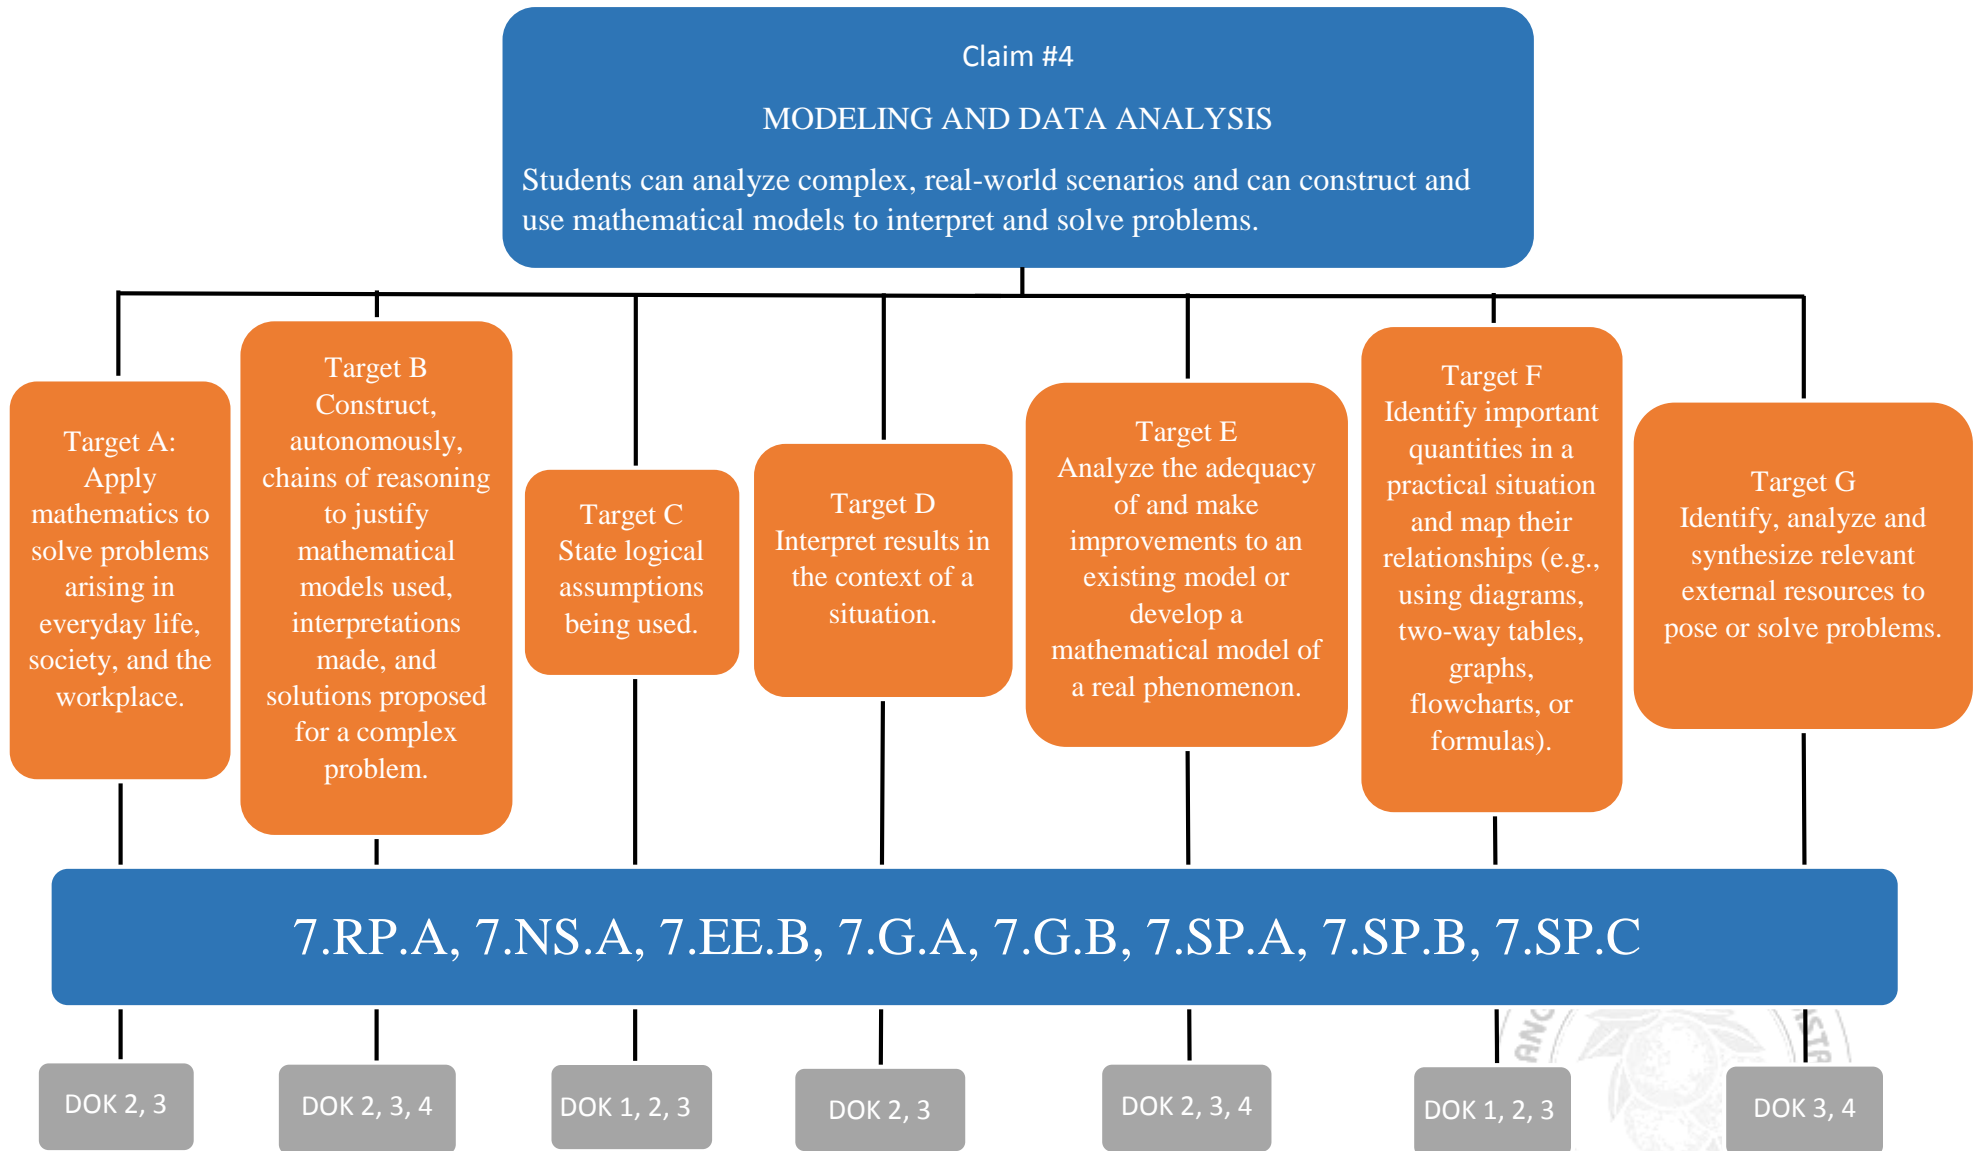 Claim #4
MODELING AND DATA ANALYSIS
Students can analyze complex, real-world scenarios and can construct and
use mathematical models to interpret and solve problems.
Target A:
Apply
mathematics to
solve problems
arising in
everyday life,
society, and the
workplace.
Target B
Construct,
autonomously,
chains of reasoning
to justify
mathematical
models used,
interpretations
made, and
solutions proposed
for a complex
problem.
Target C
State logical
assumptions
being used.
Target D
Interpret results in
the context of a
situation.
Target E
Analyze the adequacy
of and make
improvements to an
existing model or
develop a
mathematical model of
a real phenomenon.
Target F
Identify important
quantities in a
practical situation
and map their
relationships (e.g.,
using diagrams,
two-way tables,
graphs,
flowcharts, or
formulas).
Target G
Identify, analyze and
synthesize relevant
external resources to
pose or solve problems.
7.RP.A, 7.NS.A, 7.EE.B, 7.G.A, 7.G.B, 7.SP.A, 7.SP.B, 7.SP.C
DOK 2, 3
DOK 2, 3, 4
DOK 1, 2, 3
DOK 2, 3
DOK 2, 3, 4
DOK 1, 2, 3
DOK 3, 4